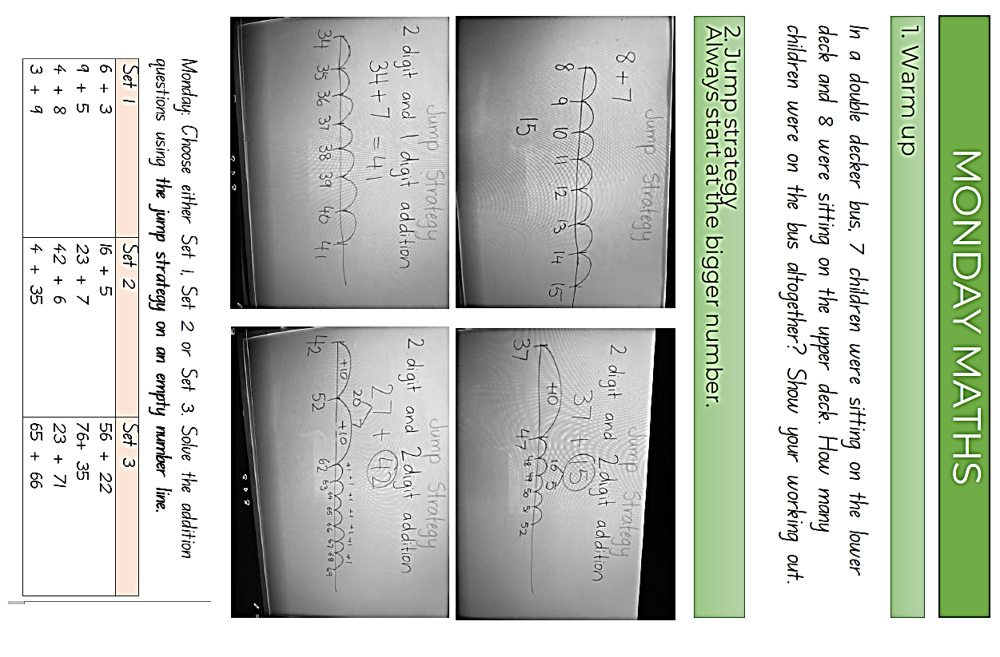 MONDAY MATHS
1. Warm up
In a double decker bus, 7 children were sitting on the lower
deck and 8 were sitting on the upper deck. How many
children were on the bus altogether? Show your working out.
2. Jump strategy
Always start at the bigger number.
Jump Strategy
8 + 7
8 9 10 11 12 13 14 15
15
Jump Strategy
2 digit and 2 digit addition
37 + 15
10 5
+10
37 47 48 49 50 51 52
Jump Strategy
2 digit and 1 digit addition
34 + 7 = 41
34 35 36 37 38 39 40 41
Jump Strategy
2 digit and 2 digit addition
27 + 42
20 7
+10 +10 +1 +1 +1 +1 +1 +1 +1
42 52 62 63 64 65 66 67 68 69
Monday: Choose either Set 1, Set 2 or Set 3. Solve the addition
questions using the jump strategy on an empty number line.
Set 1 Set 2 Set 3
6 + 3 16 + 5 56 + 22
9 + 5 23 + 7 76+ 35
4 + 8 42 + 6 23 + 71
3 + 9 4 + 35 65 + 66